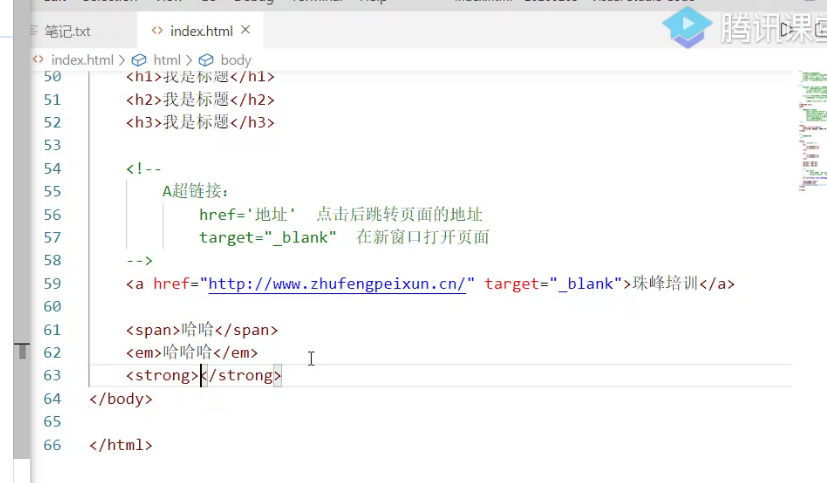 笔记.txt
index.html ×
腾讯课堂
index.html > html > body
50 <h1>我是标题</h1>
51 <h2>我是标题</h2>
52 <h3>我是标题</h3>
53
54 <!--
55 A超链接:
56 href='地址' 点击后跳转页面的地址
57 target="_blank" 在新窗口打开页面
58 -->
59 <a href="http://www.zhufengpeixun.cn/" target="_blank">珠峰培训</a>
60
61 <span>哈哈</span>
62 <em>哈哈哈</em>
63 <strong></strong>
64 </body>
65
66 </html>